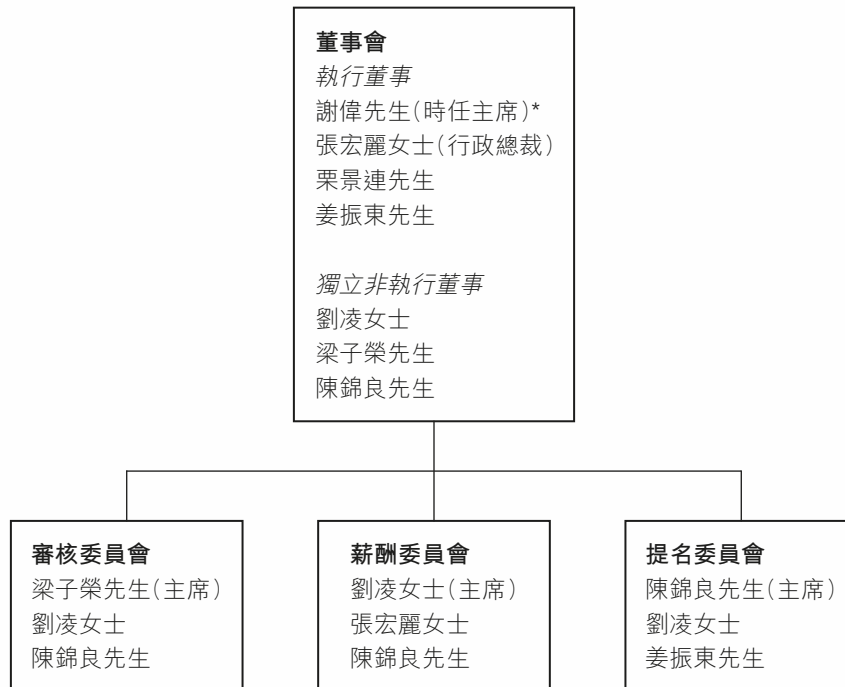 董事會
執行董事
謝偉先生(時任主席)*
張宏麗女士(行政總裁)
栗景連先生
姜振東先生
獨立非執行董事
劉凌女士
梁子榮先生
陳錦良先生
審核委員會
梁子榮先生(主席)
劉凌女士
陳錦良先生
薪酬委員會
劉凌女士(主席)
張宏麗女士
陳錦良先生
提名委員會
陳錦良先生(主席)
劉凌女士
姜振東先生